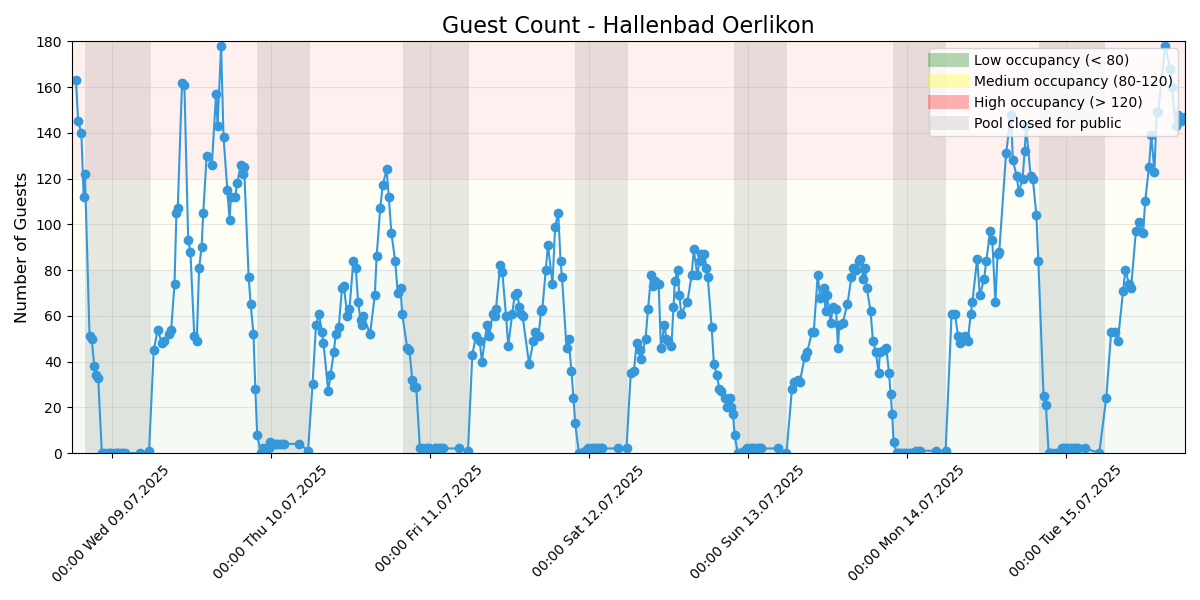 Guest Count - Hallenbad Oerlikon
Number of Guests
180
160
140
120
100
80
60
40
20
0
Low occupancy (< 80)
Medium occupancy (80-120)
High occupancy (> 120)
Pool closed for public
00:00 Wed 09.07.2025
00:00 Thu 10.07.2025
00:00 Fri 11.07.2025
00:00 Sat 12.07.2025
00:00 Sun 13.07.2025
00:00 Mon 14.07.2025
00:00 Tue 15.07.2025